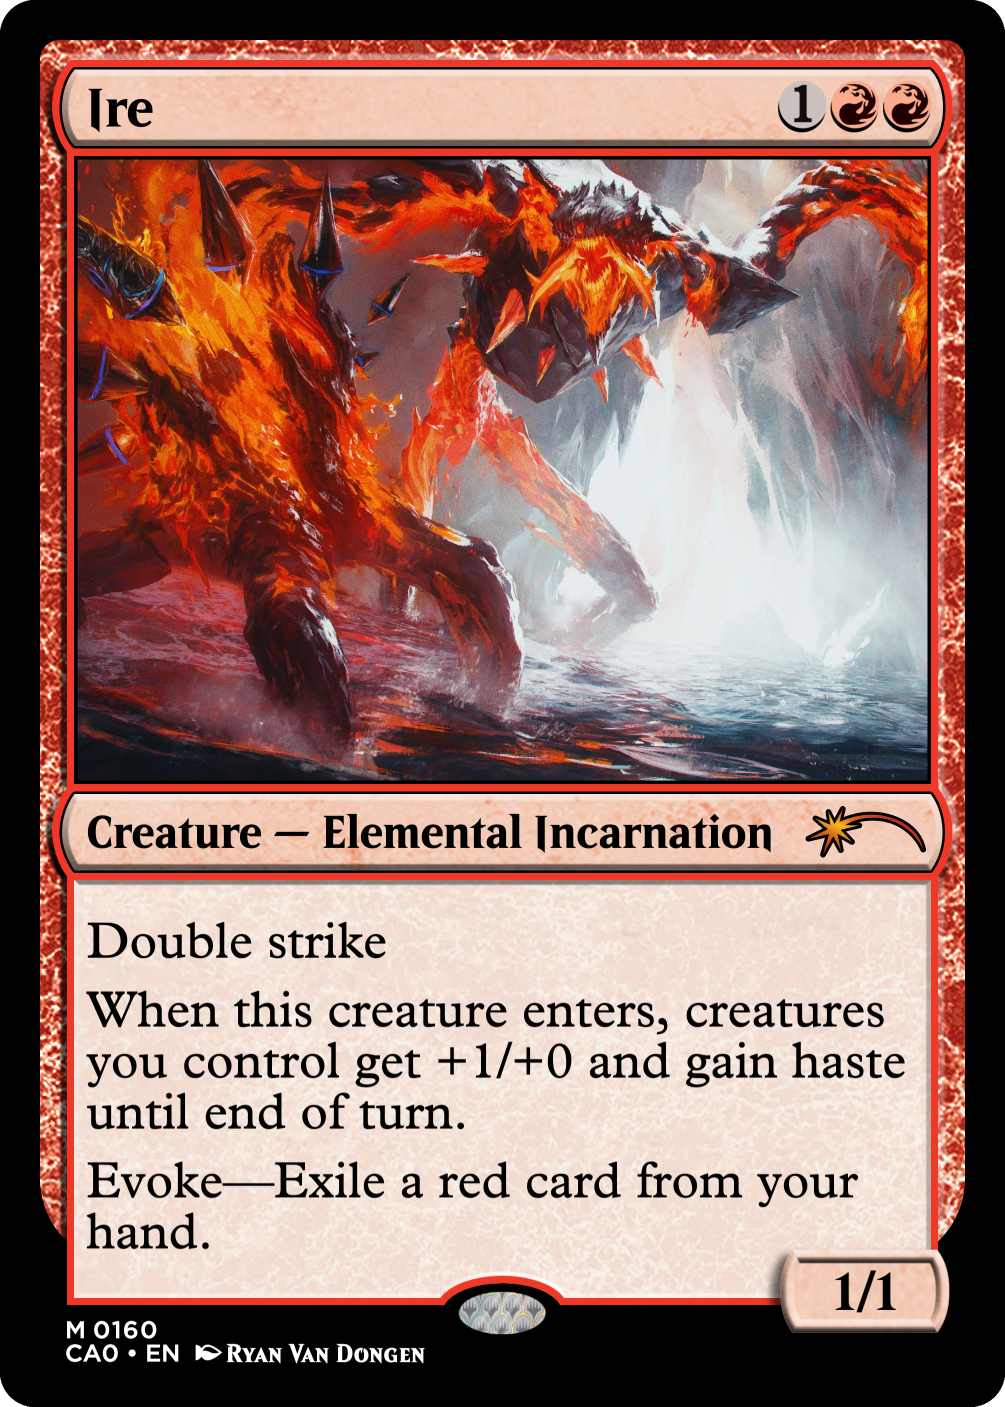 Ire 1
Creature — Elemental Incarnation
Double strike
When this creature enters, creatures
you control get +1/+0 and gain haste
until end of turn.
Evoke—Exile a red card from your
hand.
1/1
M 0160
CAO • EN Ryan Van Dongen